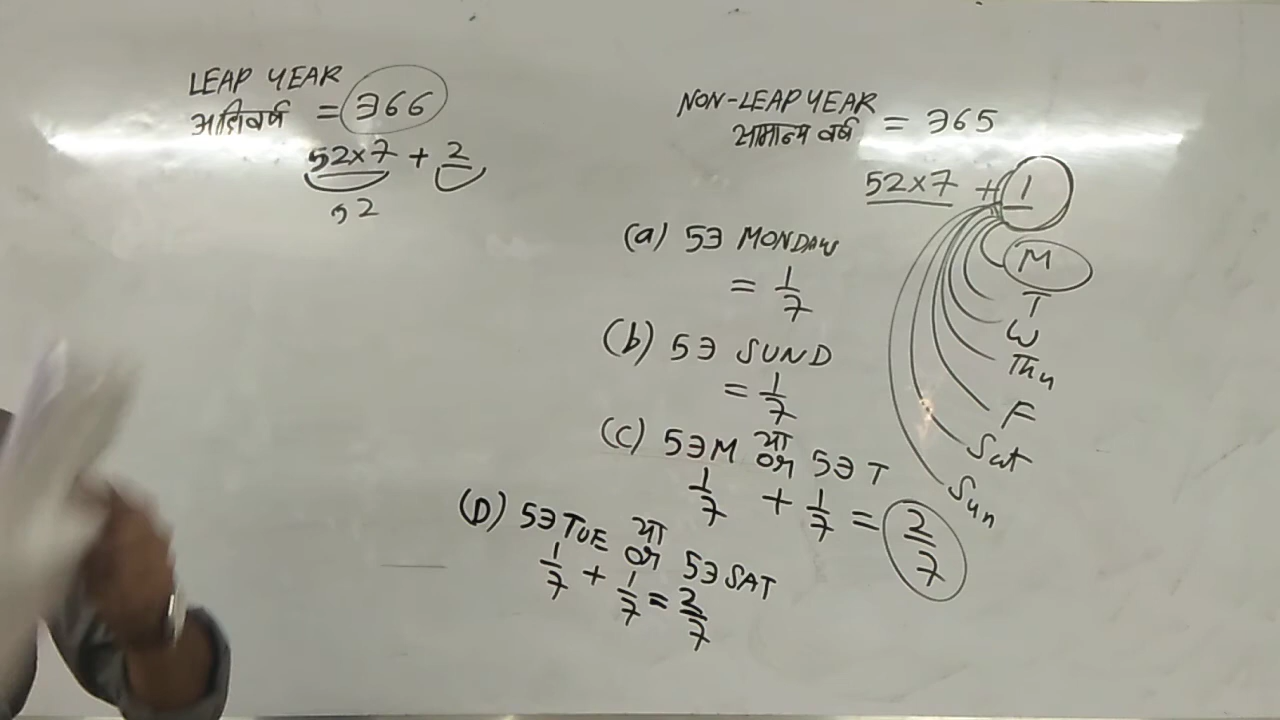 LEAP YEAR
अधिवर्ष = 366
52×7 + 2
52
NON-LEAP YEAR
सामान्य वर्ष = 365
52×7 + 1
M
T
W
Thu
F
Sat
Sun
(a) 53 MONDAY
= 1/7
(b) 53 SUND
= 1/7
(C) 53M या or 53 T
1/7 + 1/7 = 2/7
(D) 53 TUE या or 53 SAT
1/7 + 1/7 = 2/7